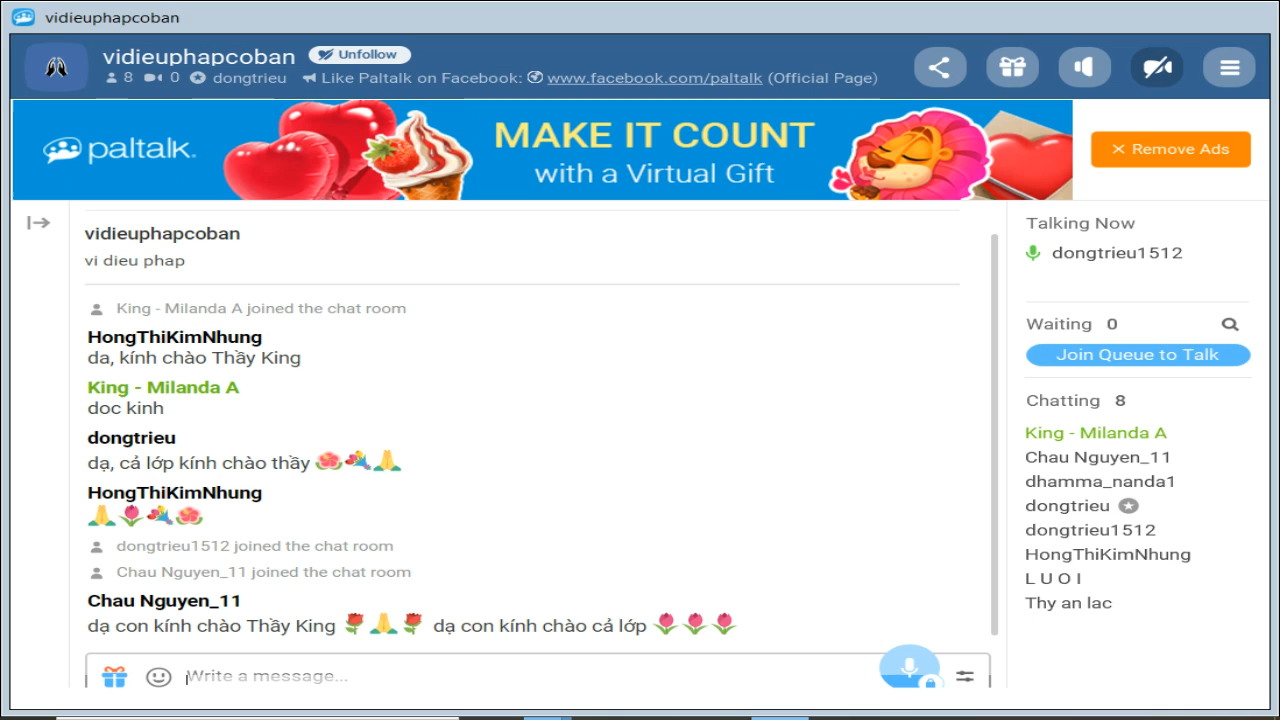 vidieuphapcoban
vidieuphapcoban
Unfollow
8 0 dongtrieu Like Paltalk on Facebook: www.facebook.com/paltalk (Official Page)
paltalk.
MAKE IT COUNT
with a Virtual Gift
× Remove Ads
vidieuphapcoban
vi dieu phap
King - Milanda A joined the chat room
HongThiKimNhung
da, kính chào Thầy King
King - Milanda A
doc kinh
dongtrieu
dạ, cả lớp kính chào thầy 🌺💐🙏
HongThiKimNhung
🙏🌷💐🌺
dongtrieu1512 joined the chat room
Chau Nguyen_11 joined the chat room
Chau Nguyen_11
dạ con kính chào Thầy King 🌹🙏🌹 dạ con kính chào cả lớp 🌷🌷🌷
Write a message...
Talking Now
dongtrieu1512
Waiting 0
Join Queue to Talk
Chatting 8
King - Milanda A
Chau Nguyen_11
dhamma_nanda1
dongtrieu
dongtrieu1512
HongThiKimNhung
L U O I
Thy an lac